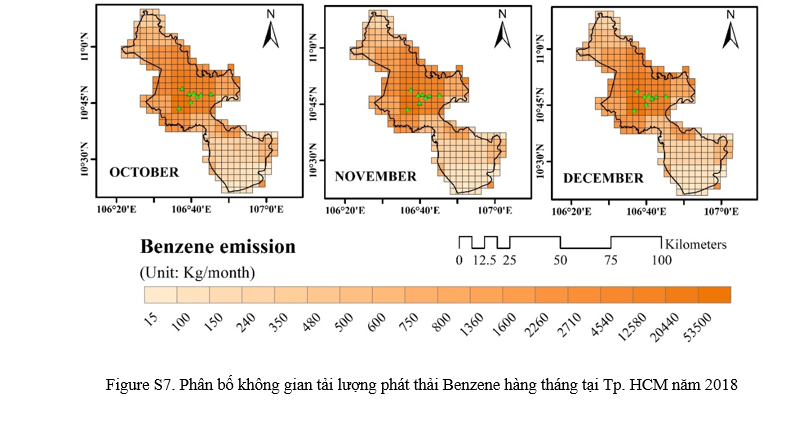 N
N
N
11°0'N
10°45'N
10°30'N
OCTOBER
106°20'E 106°40'E 107°0'E
11°0'N
10°45'N
10°30'N
NOVEMBER
106°20'E 106°40'E 107°0'E
11°0'N
10°45'N
10°30'N
DECEMBER
106°20'E 106°40'E 107°0'E
Benzene emission
(Unit: Kg/month)
Kilometers
0 12.5 25 50 75 100
15 100 150 240 350 480 500 600 750 800 1360 1600 2260 2710 4540 12580 20440 53500
Figure S7. Phân bố không gian tải lượng phát thải Benzene hàng tháng tại Tp. HCM năm 2018